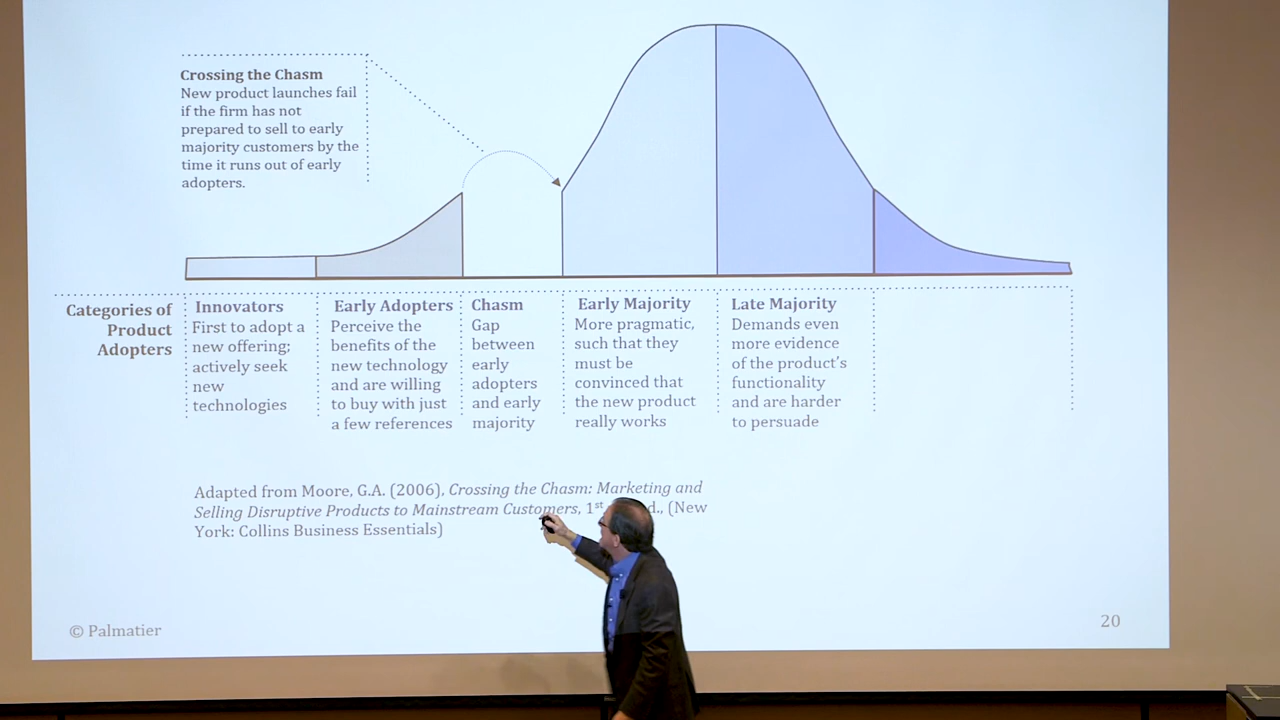 Crossing the Chasm
New product launches fail
if the firm has not
prepared to sell to early
majority customers by the
time it runs out of early
adopters.
Categories of
Product
Adopters
Innovators
First to adopt a
new offering;
actively seek
new
technologies
Early Adopters
Perceive the
benefits of the
new technology
and are willing
to buy with just
a few references
Chasm
Gap
between
early
adopters
and early
majority
Early Majority
More pragmatic,
such that they
must be
convinced that
the new product
really works
Late Majority
Demands even
more evidence
of the product's
functionality
and are harder
to persuade
Adapted from Moore, G.A. (2006), Crossing the Chasm: Marketing and
Selling Disruptive Products to Mainstream Customers, 1st (New
York: Collins Business Essentials)
© Palmatier
20